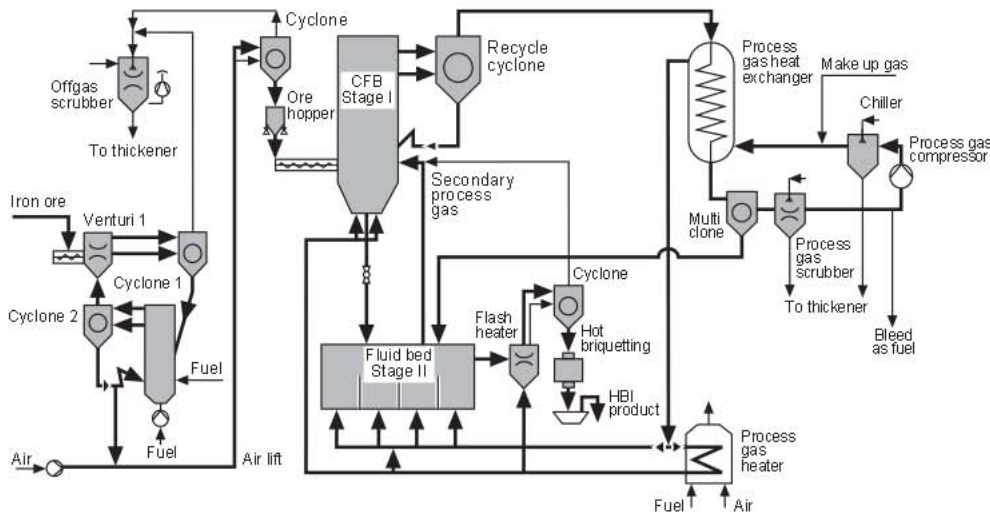 Cyclone
Offgas
scrubber
To thickener
Ore
hopper
CFB
Stage I
Recycle
cyclone
Process
gas heat
exchanger
Make up gas
Chiller
Process gas
compressor
Secondary
process
gas
Iron ore
Venturi 1
Cyclone 1
Cyclone 2
Fuel
Fuel
Air
Air lift
Multi
clone
Process
gas
scrubber
To thickener
Bleed
as fuel
Cyclone
Flash
heater
Hot
briquetting
HBI
product
Fluid bed
Stage II
Process
gas
heater
Fuel
Air